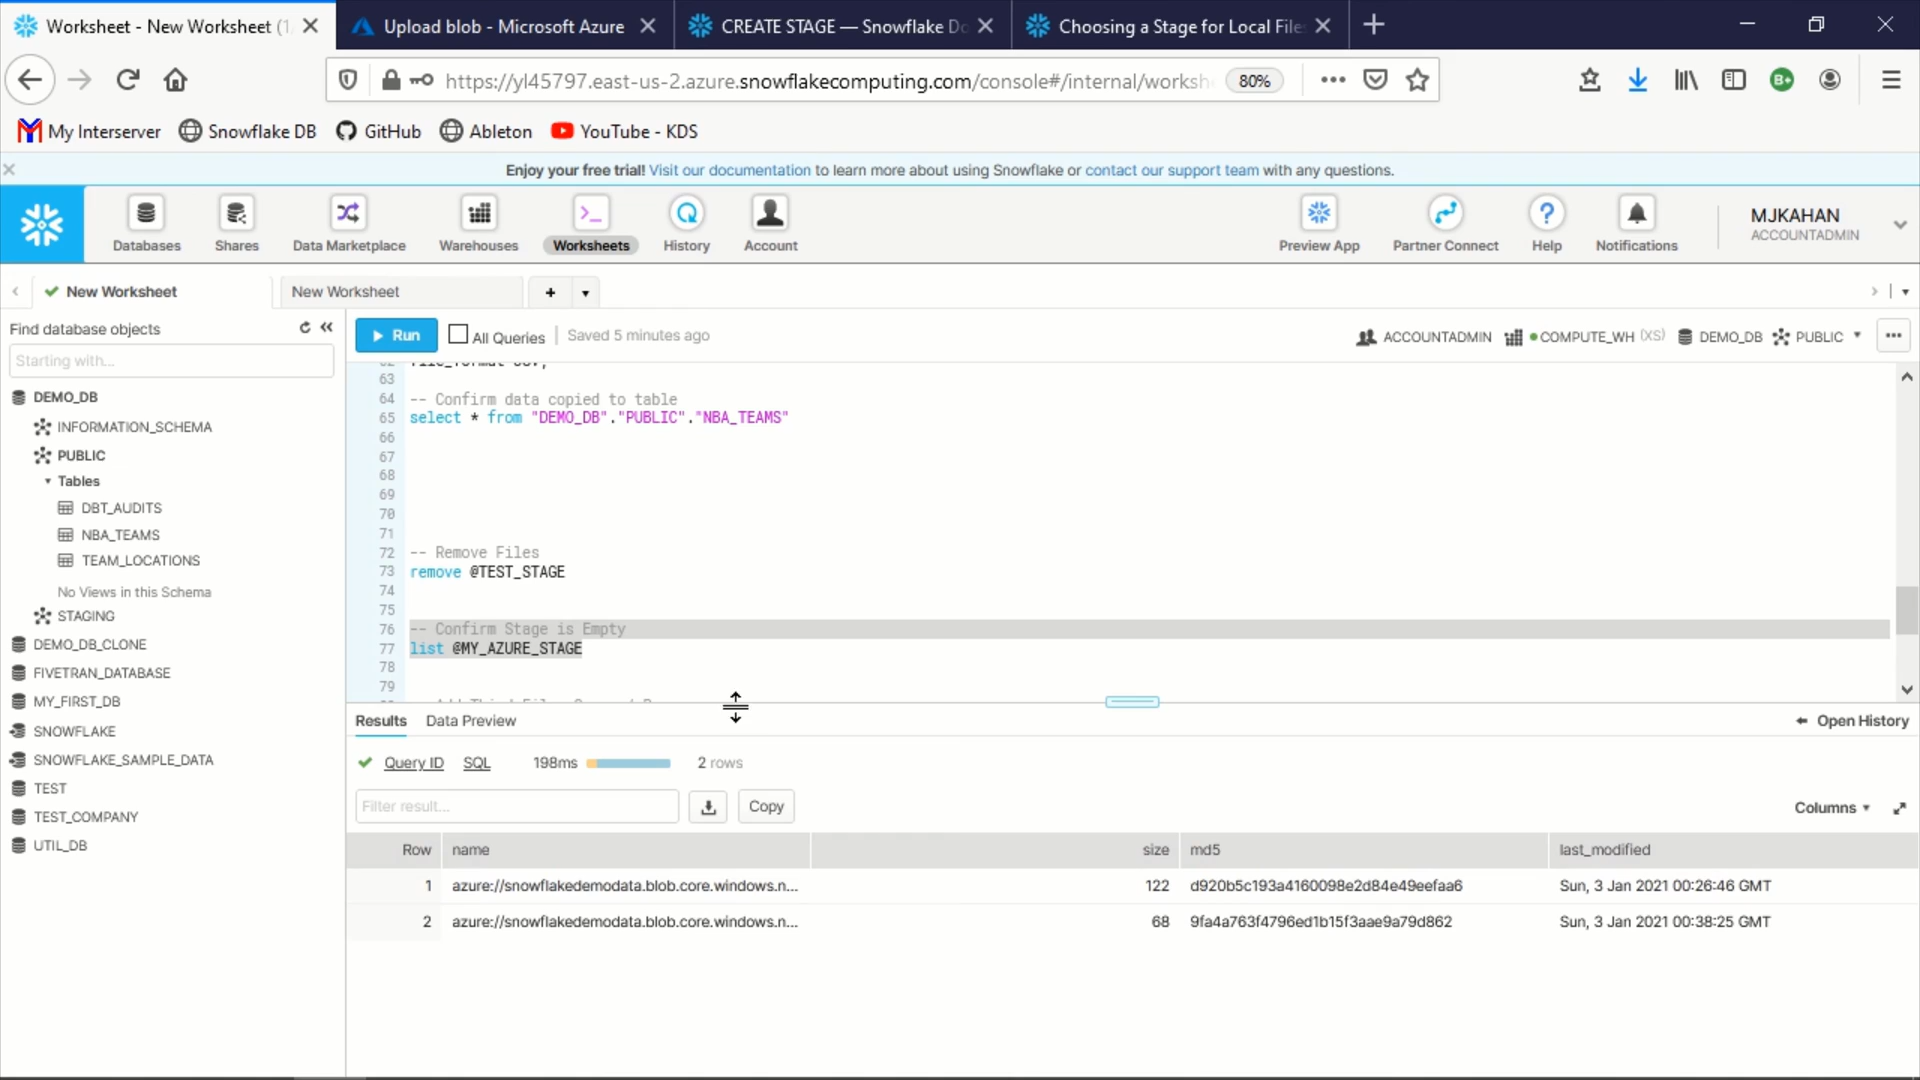 Worksheet - New Worksheet (1
Upload blob - Microsoft Azure
CREATE STAGE — Snowflake Do
Choosing a Stage for Local File
https://yl45797.east-us-2.azure.snowflakecomputing.com/console#/internal/workshe
80%
My Interserver
Snowflake DB
GitHub
Ableton
YouTube - KDS
Enjoy your free trial! Visit our documentation to learn more about using Snowflake or contact our support team with any questions.
Databases
Shares
Data Marketplace
Warehouses
Worksheets
History
Account
Preview App
Partner Connect
Help
Notifications
MJKAHAN
ACCOUNTADMIN
New Worksheet
New Worksheet
Find database objects
Starting with...
DEMO_DB
INFORMATION_SCHEMA
PUBLIC
Tables
DBT_AUDITS
NBA_TEAMS
TEAM_LOCATIONS
No Views in this Schema
STAGING
DEMO_DB_CLONE
FIVETRAN_DATABASE
MY_FIRST_DB
SNOWFLAKE
SNOWFLAKE_SAMPLE_DATA
TEST
TEST_COMPANY
UTIL_DB
Run
All Queries
Saved 5 minutes ago
ACCOUNTADMIN
COMPUTE_WH (XS)
DEMO_DB
PUBLIC
63
64 -- Confirm data copied to table
65 select * from "DEMO_DB"."PUBLIC"."NBA_TEAMS"
66
67
68
69
70
71
72 -- Remove Files
73 remove @TEST_STAGE
74
75
76 -- Confirm Stage is Empty
77 list @MY_AZURE_STAGE
78
79
Results
Data Preview
Open History
Query ID
SQL
198ms
2 rows
Filter result...
Copy
Columns
Row name size md5 last_modified
1 azure://snowflakedemodata.blob.core.windows.n... 122 d920b5c193a4160098e2d84e49eefaa6 Sun, 3 Jan 2021 00:26:46 GMT
2 azure://snowflakedemodata.blob.core.windows.n... 68 9fa4a763f4796ed1b15f3aae9a79d862 Sun, 3 Jan 2021 00:38:25 GMT